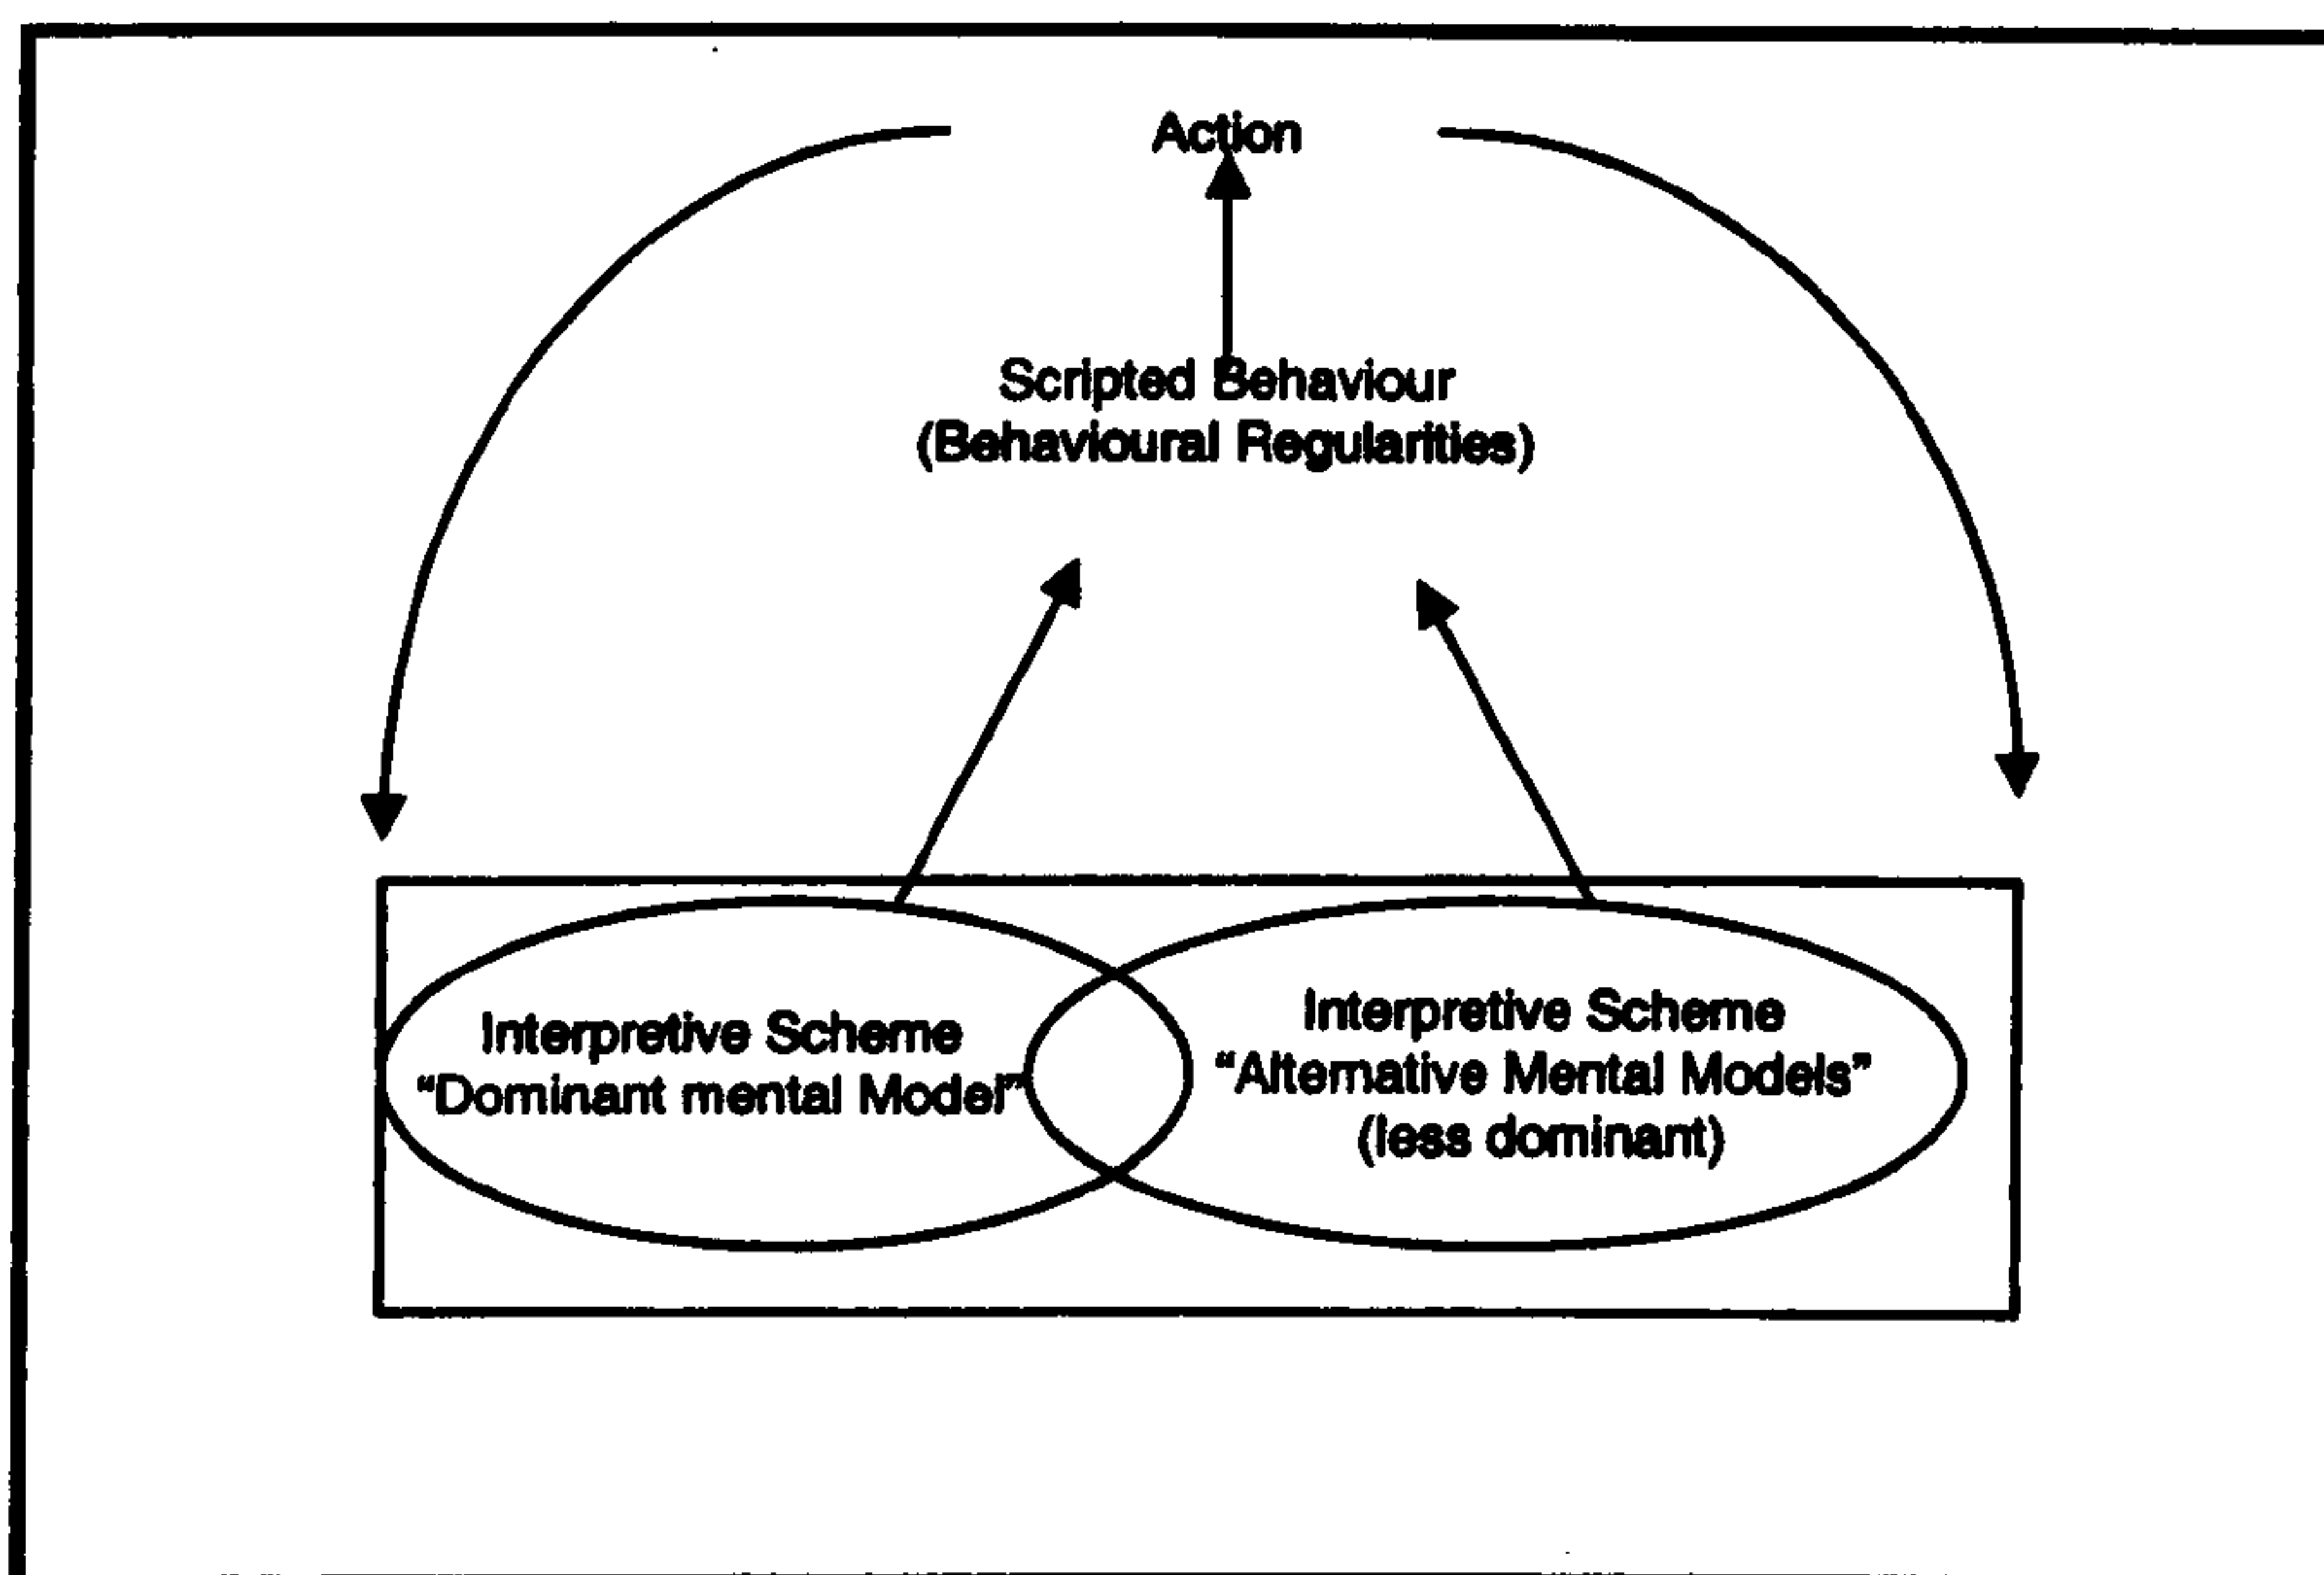 Action
Scripted Behaviour
(Behavioural Regularities)
Interpretive Scheme
“Dominant mental Model”
Interpretive Scheme
“Alternative Mental Models”
(less dominant)